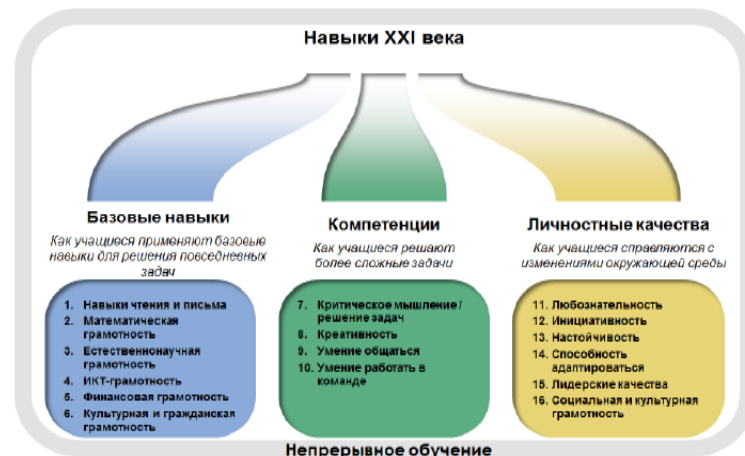 Навыки XXI века
Базовые навыки
Как учащиеся применяют базовые
навыки для решения повседневных
задач
1. Навыки чтения и письма
2. Математическая
грамотность
3. Естественнонаучная
грамотность
4. ИКТ-грамотность
5. Финансовая грамотность
6. Культурная и гражданская
грамотность
Компетенции
Как учащиеся решают
более сложные задачи
7. Критическое мышление /
решение задач
8. Креативность
9. Умение общаться
10. Умение работать в
команде
Личностные качества
Как учащиеся справляются с
изменениями окружающей среды
11. Любознательность
12. Инициативность
13. Настойчивость
14. Способность
адаптироваться
15. Лидерские качества
16. Социальная и культурная
грамотность
Непрерывное обучение